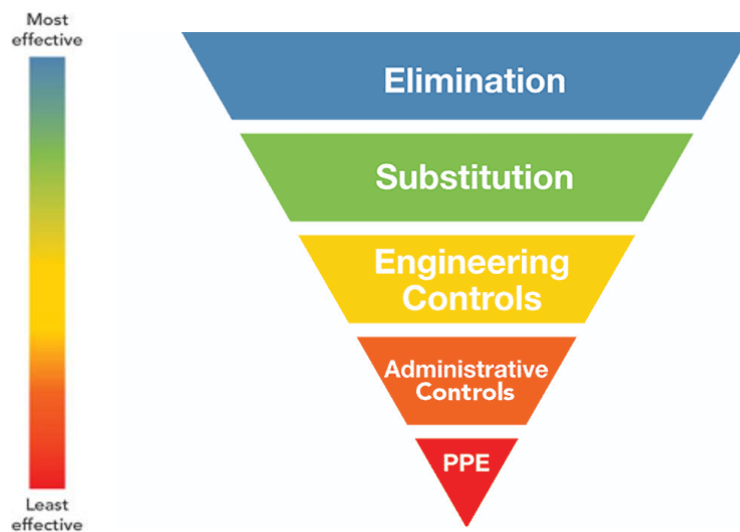 Most
effective
Elimination
Substitution
Engineering
Controls
Administrative
Controls
PPE
Least
effective